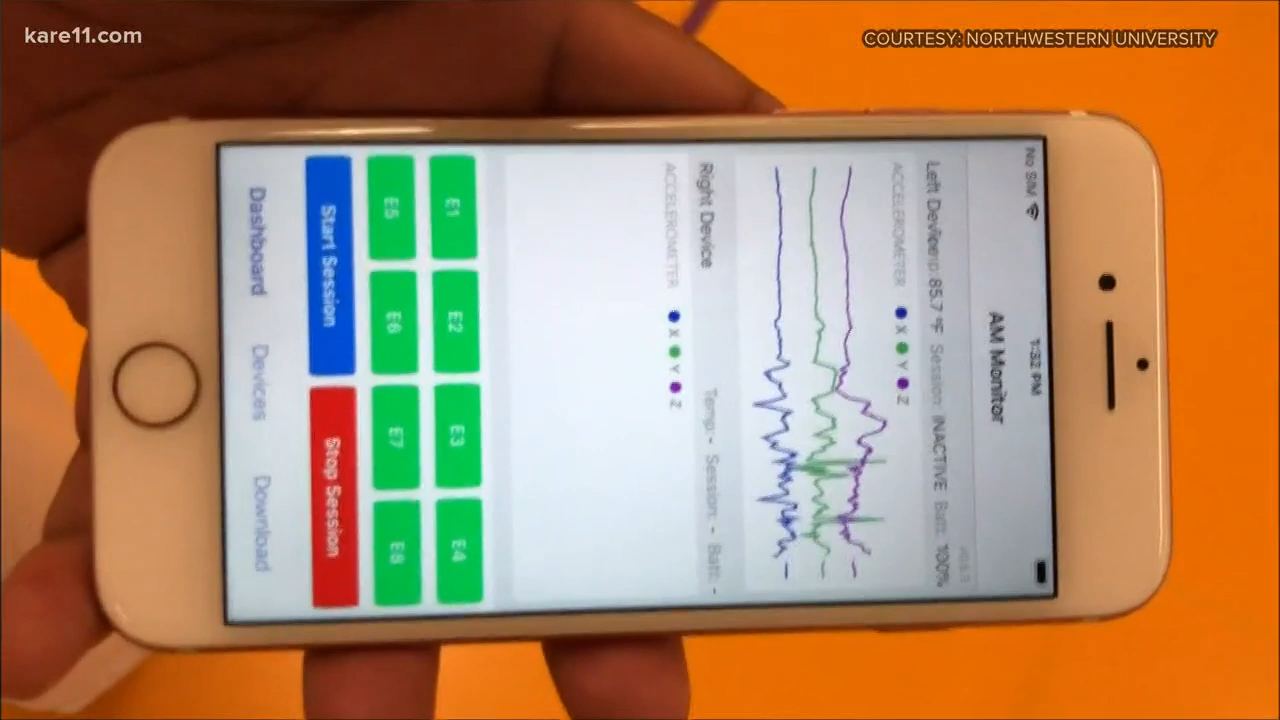 kare11.com
COURTESY: NORTHWESTERN UNIVERSITY
No SIM 1:32 PM
AM Monitor
Left Device 85.7 °F Session: INACTIVE Batt: 100%
ACCELEROMETER X Y Z
Right Device Temp: - Session: - Batt: -
ACCELEROMETER X Y Z
E1 E2 E3 E4
E5 E6 E7 E8
Start Session Stop Session
Dashboard Devices Download